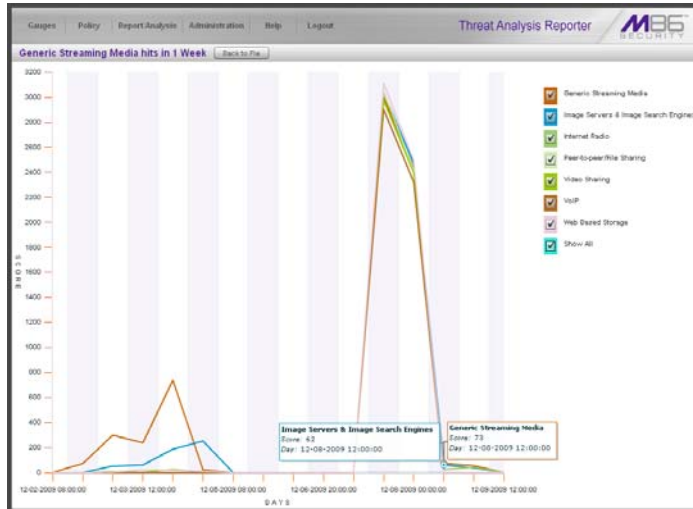 Gauges Policy Report Analysis Administration Help Logout
Threat Analysis Reporter
M86
SECURITY
Generic Streaming Media hits in 1 Week
Back to Pie
3200
3000
2800
2600
2400
2200
2000
1800
1600
1400
1200
1000
800
600
400
200
0
SCORE
Generic Streaming Media
Image Servers & Image Search Engines
Internet Radio
Peer-to-peer/File Sharing
Video Sharing
VoIP
Web Based Storage
Show All
Image Servers & Image Search Engines
Score: 62
Day: 12-08-2009 12:00:00
Generic Streaming Media
Score: 73
Day: 12-08-2009 12:00:00
12-02-2009 08:00:00
12-03-2009 12:00:00
12-05-2009 08:00:00
12-06-2009 20:00:00
12-08-2009 00:00:00
12-09-2009 12:00:00
DAYS